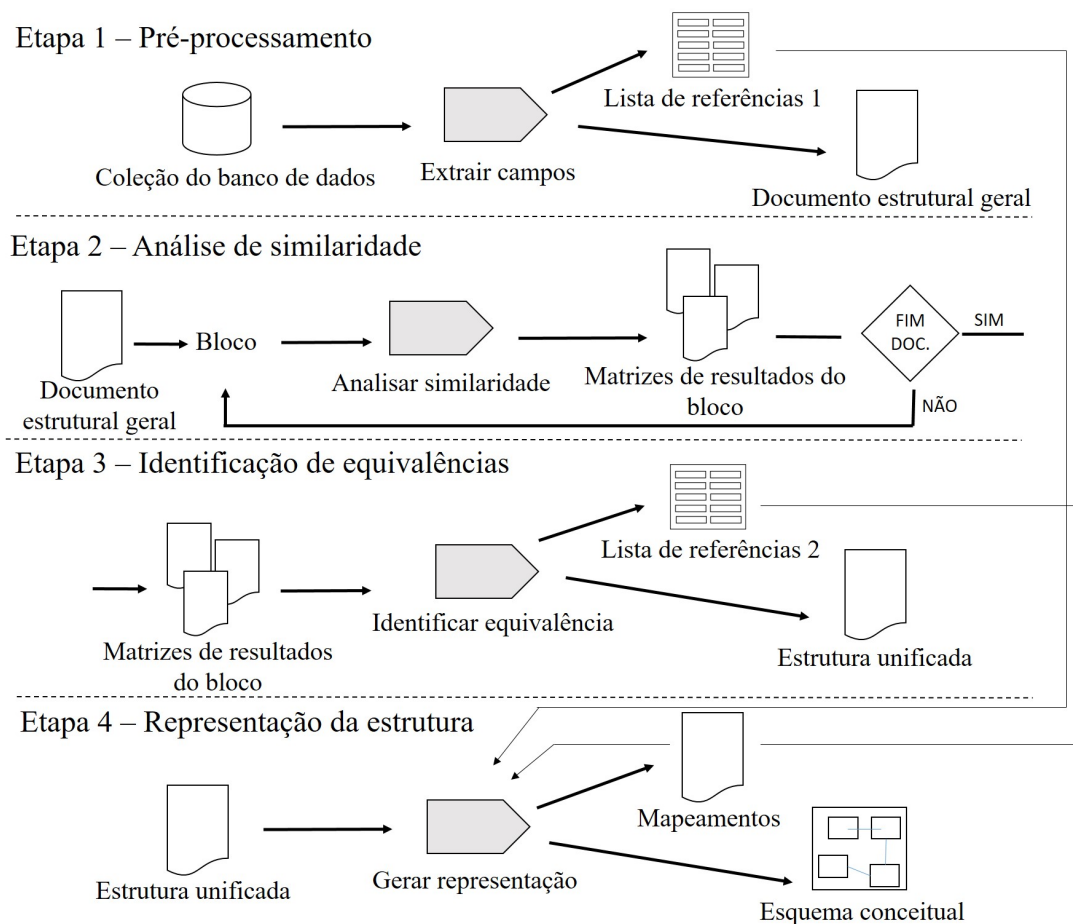 Etapa 1 – Pré-processamento
Lista de referências 1
Coleção do banco de dados
Extrair campos
Documento estrutural geral
Etapa 2 – Análise de similaridade
Bloco
FIM
DOC.
SIM
Documento
estrutural geral
Analisar similaridade
Matrizes de resultados do
bloco
NÃO
Etapa 3 – Identificação de equivalências
Lista de referências 2
Identificar equivalência
Matrizes de resultados
do bloco
Estrutura unificada
Etapa 4 – Representação da estrutura
Mapeamentos
Estrutura unificada
Gerar representação
Esquema conceitual